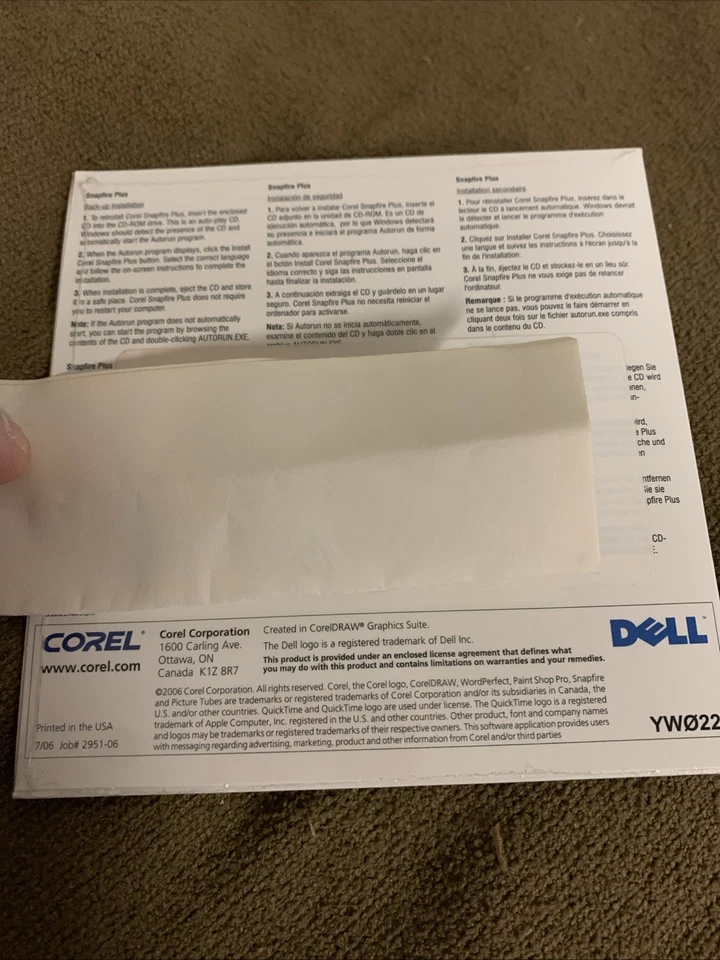 Snapfire Plus
Back-up Installation
1. To reinstall Corel Snapfire Plus, insert the enclosed
CD into the CD-ROM drive. This is an auto-play CD.
Windows should detect the presence of the CD and
automatically start the Autorun program.
2. When the Autorun program displays, click the Install
Corel Snapfire Plus button. Select the correct language
and follow the on-screen instructions to complete the
installation.
3. When installation is complete, eject the CD and store
it in a safe place. Corel Snapfire Plus does not require
you to restart your computer.
Note: If the Autorun program does not automatically
start, you can start the program by browsing the
contents of the CD and double-clicking AUTORUN.EXE.
Snapfire Plus
Instalación de seguridad
1. Para volver a instalar Corel Snapfire Plus, inserte el
CD adjunto en la unidad de CD-ROM. Es un CD de
ejecución automática, por lo que Windows detectará
su presencia e iniciará el programa Autorun de forma
automática.
2. Cuando aparezca el programa Autorun, haga clic en
el botón Install Corel Snapfire Plus. Seleccione el
idioma correcto y siga las instrucciones en pantalla
hasta finalizar la instalación.
3. A continuación extraiga el CD y guárdelo en un lugar
seguro. Corel Snapfire Plus no necesita reiniciar el
ordenador para activarse.
Nota: Si Autorun no se inicia automáticamente,
examine el contenido del CD y haga doble clic en el
archivo AUTORUN.EXE
Snapfire Plus
Installation secondaire
1. Pour réinstaller Corel Snapfire Plus, insérez dans le
lecteur le CD à lancement automatique. Windows devrait
le détecter et lancer le programme d'exécution
automatique.
2. Cliquez sur Installer Corel Snapfire Plus. Choisissez
une langue et suivez les instructions à l'écran jusqu'à la
fin de l'installation.
3. À la fin, éjectez le CD et stockez-le en un lieu sûr.
Corel Snapfire Plus ne vous exige pas de relancer
l'ordinateur.
Remarque : Si le programme d'exécution automatique
ne se lance pas, vous pouvez le faire démarrer en
cliquant deux fois sur le fichier autorun.exe compris
dans le contenu du CD.
Snapfire Plus
legen Sie
e CD wird
nen,
in-
wird,
s Plus
che und
en
ntfernen
lie sie
pfire Plus
CD-
E.
COREL®
www.corel.com
Printed in the USA
7/06 Job# 2951-06
Corel Corporation
1600 Carling Ave.
Ottawa, ON
Canada K1Z 8R7
Created in CorelDRAW® Graphics Suite.
The Dell logo is a registered trademark of Dell Inc.
This product is provided under an enclosed license agreement that defines what
you may do with this product and contains limitations on warranties and your remedies.
©2006 Corel Corporation. All rights reserved. Corel, the Corel logo, CorelDRAW, WordPerfect, Paint Shop Pro, Snapfire
and Picture Tubes are trademarks or registered trademarks of Corel Corporation and/or its subsidiaries in Canada, the
U.S. and/or other countries. QuickTime and QuickTime logo are used under license. The QuickTime logo is a registered
trademark of Apple Computer, Inc. registered in the U.S. and other countries. Other product, font and company names
and logos may be trademarks or registered trademarks of their respective owners. This software application provides users
with messaging regarding advertising, marketing, product and other information from Corel and/or third parties
DELL™
YWØ22